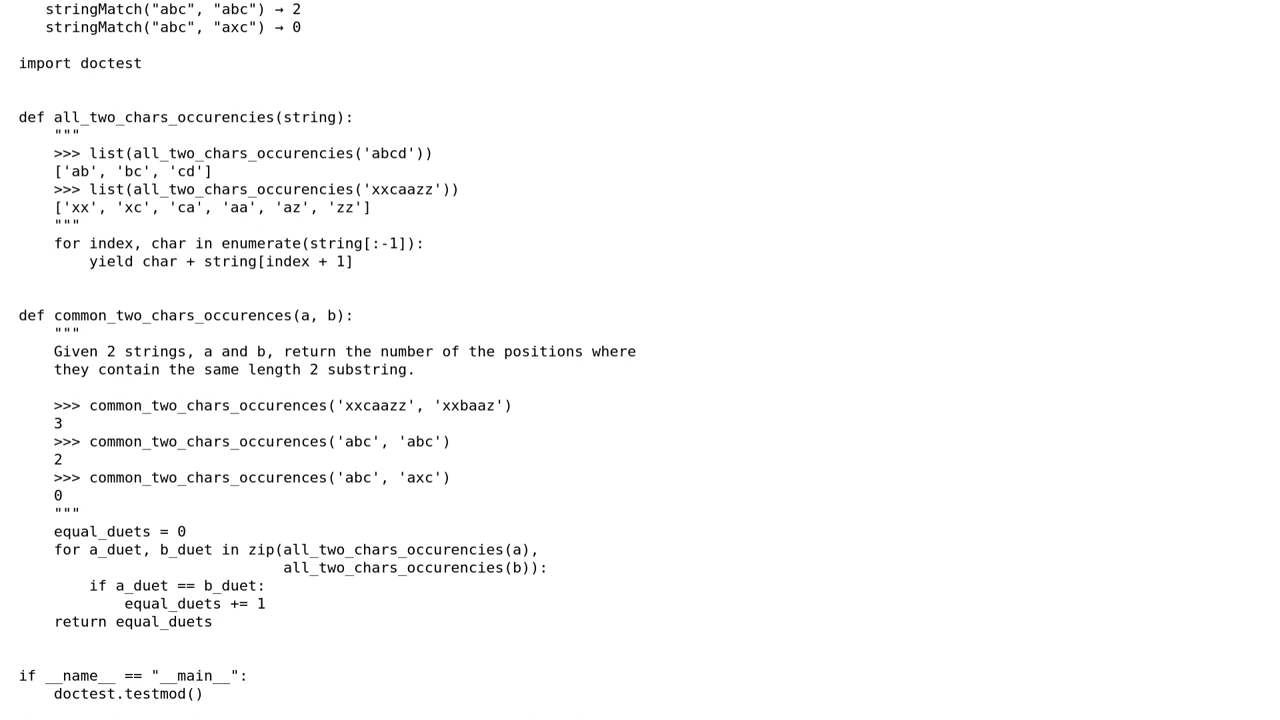 stringMatch("abc", "abc") → 2
stringMatch("abc", "axc") → 0
import doctest
def all_two_chars_occurencies(string):
"""
>>> list(all_two_chars_occurencies('abcd'))
['ab', 'bc', 'cd']
>>> list(all_two_chars_occurencies('xxcaazz'))
['xx', 'xc', 'ca', 'aa', 'az', 'zz']
"""
for index, char in enumerate(string[:-1]):
yield char + string[index + 1]
def common_two_chars_occurences(a, b):
"""
Given 2 strings, a and b, return the number of the positions where
they contain the same length 2 substring.
>>> common_two_chars_occurences('xxcaazz', 'xxbaaz')
3
>>> common_two_chars_occurences('abc', 'abc')
2
>>> common_two_chars_occurences('abc', 'axc')
0
"""
equal_duets = 0
for a_duet, b_duet in zip(all_two_chars_occurencies(a),
all_two_chars_occurencies(b)):
if a_duet == b_duet:
equal_duets += 1
return equal_duets
if __name__ == "__main__":
doctest.testmod()